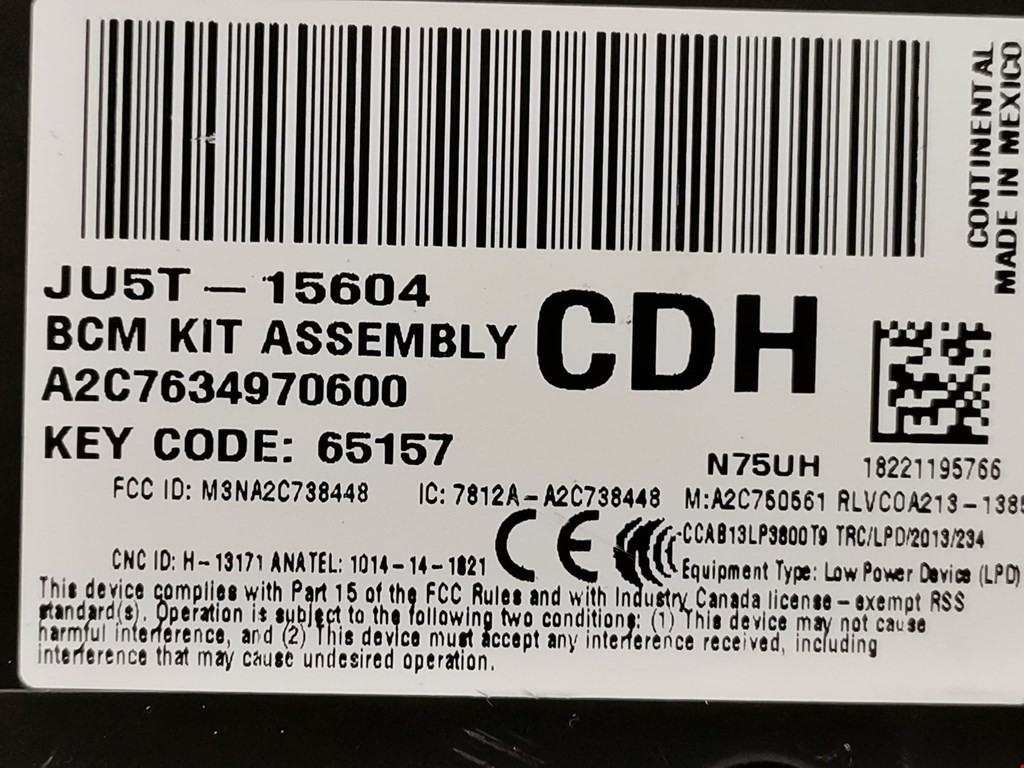 CONTINENTAL
MADE IN MEXICO
JU5T - 15604
BCM KIT ASSEMBLY
CDH
A2C7634970600
KEY CODE: 65157
N75UH
18221195766
FCC ID: M3NA2C738448 IC: 7812A-A2C738448 M:A2C750561 RLVCOA213-1385
CE CCAB13LP3800T9 TRC/LPD/2013/234
CNC ID: H-13171 ANATEL: 1014-14-1821 Equipment Type: Low Power Device (LPD)
This device complies with Part 15 of the FCC Rules and with Industry Canada license-exempt RSS
standard(s). Operation is subject to the following two conditions: (1) This device may not cause
harmful interference, and (2) This device must accept any interference received, including
interference that may cause undesired operation.